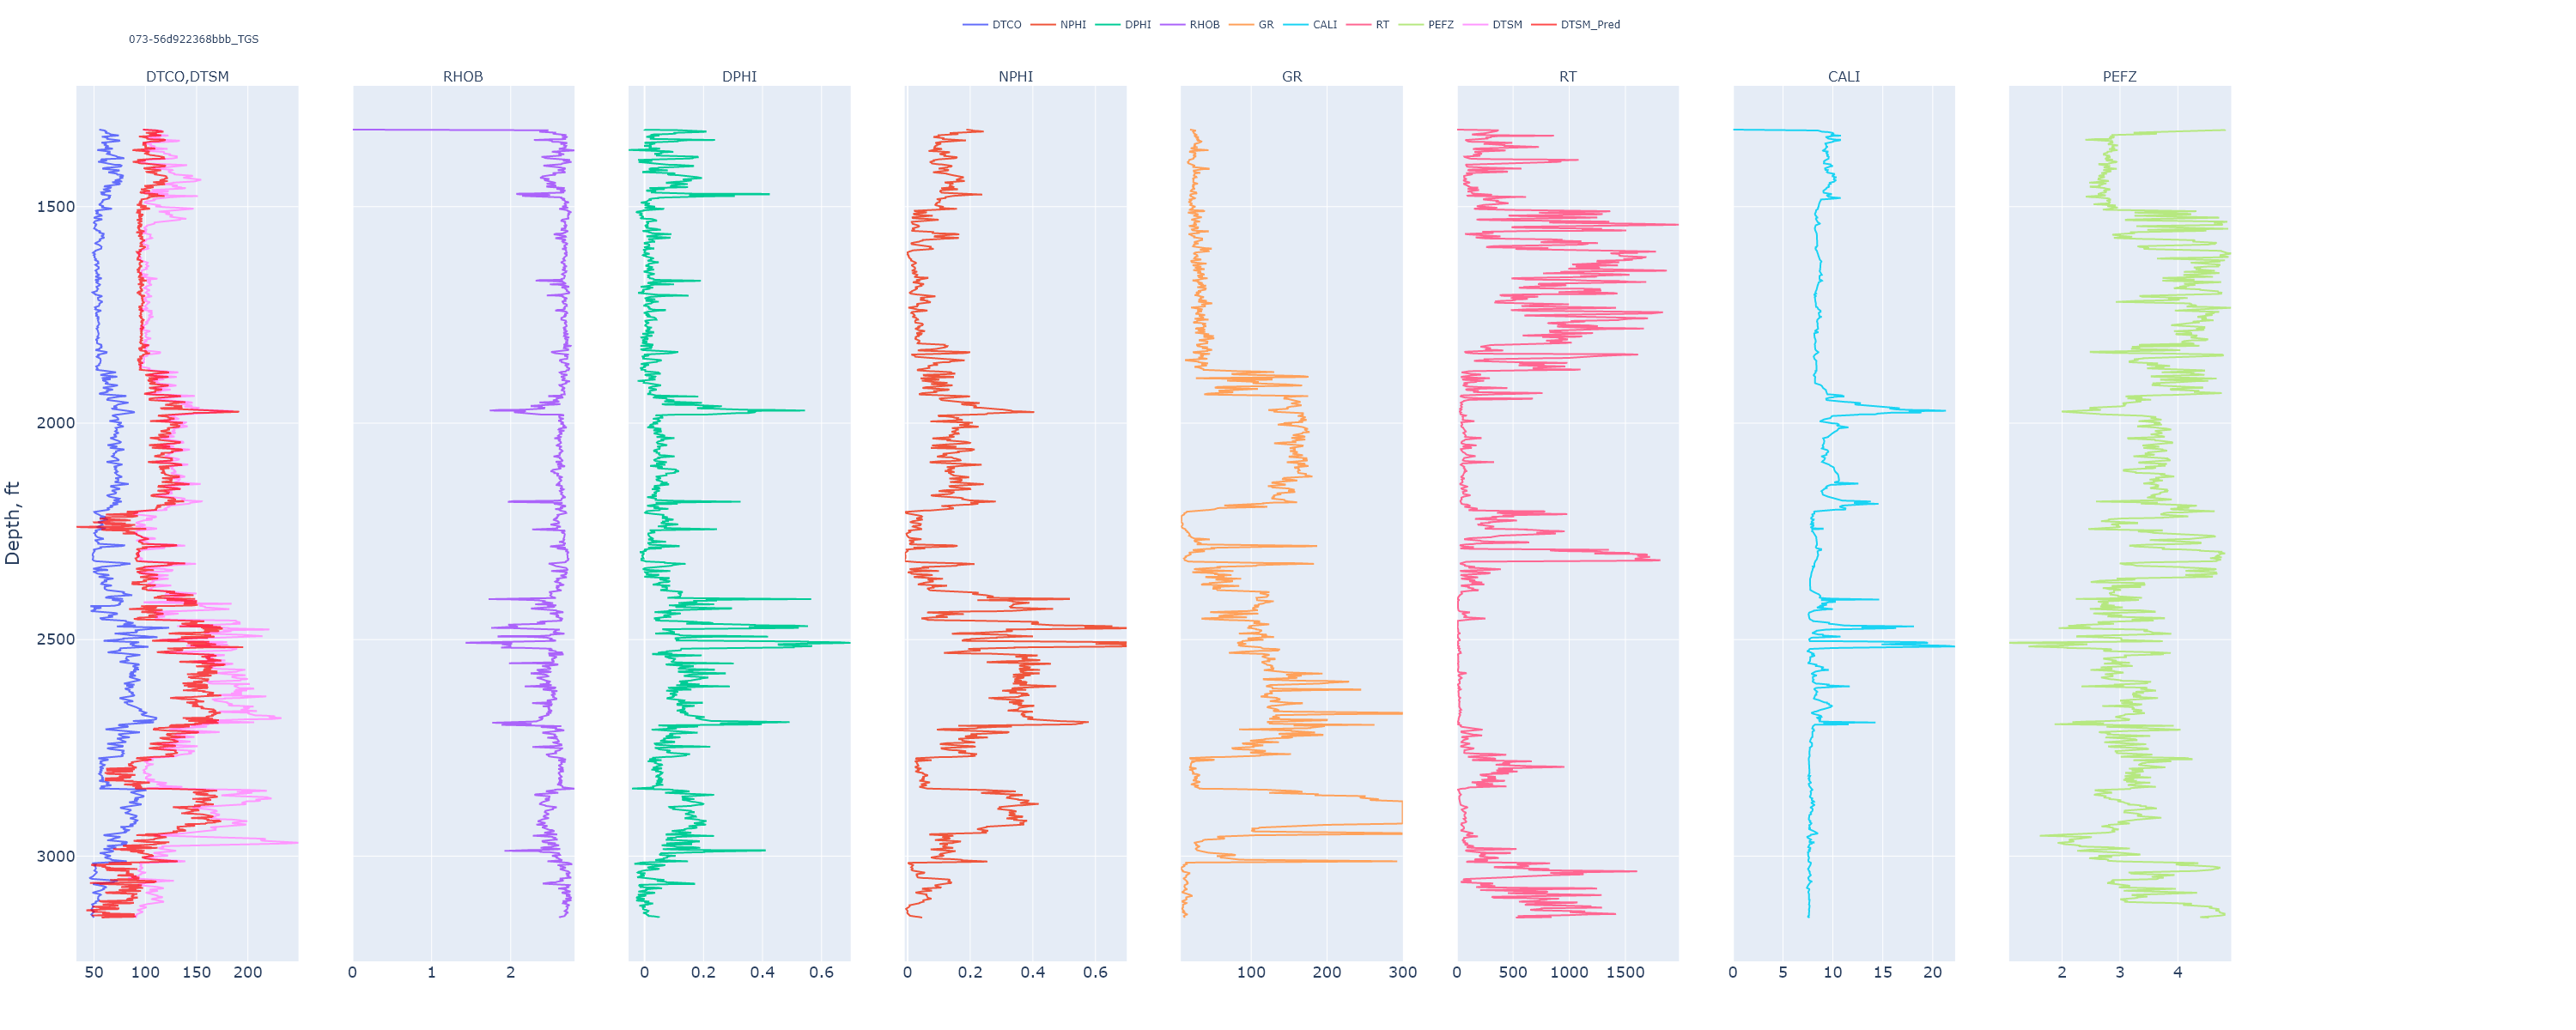 DTCO NPHI DPHI RHOB GR CALI RT PEFZ DTSM DTSM_Pred
073-56d922368bbb_TGS
DTCO,DTSM RHOB DPHI NPHI GR RT CALI PEFZ
1500
2000
Depth, ft
2500
3000
50 100 150 200 0 1 2 0 0.2 0.4 0.6 0 0.2 0.4 0.6 100 200 300 0 500 1000 1500 0 5 10 15 20 2 3 4